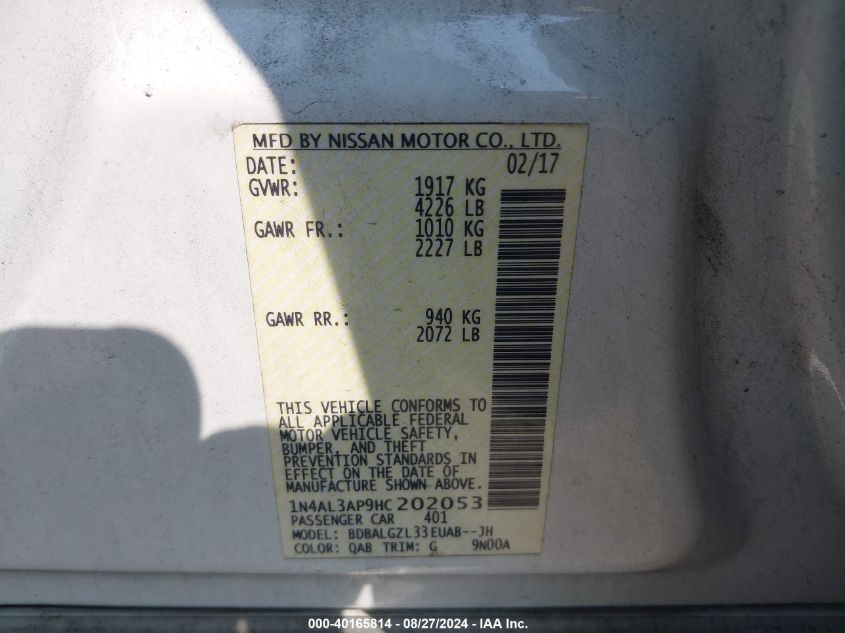 MFD BY NISSAN MOTOR CO., LTD.
DATE: 02/17
GVWR: 1917 KG
4226 LB
GAWR FR.: 1010 KG
2227 LB
GAWR RR.: 940 KG
2072 LB
THIS VEHICLE CONFORMS TO
ALL APPLICABLE FEDERAL
MOTOR VEHICLE SAFETY,
BUMPER, AND THEFT
PREVENTION STANDARDS IN
EFFECT ON THE DATE OF
MANUFACTURE SHOWN ABOVE.
1N4AL3AP9HC202053
PASSENGER CAR 401
MODEL: BDBALGZL33EUAB--JH
COLOR: QAB TRIM: G 9N00A
000-40165814 - 08/27/2024 - IAA, Inc.